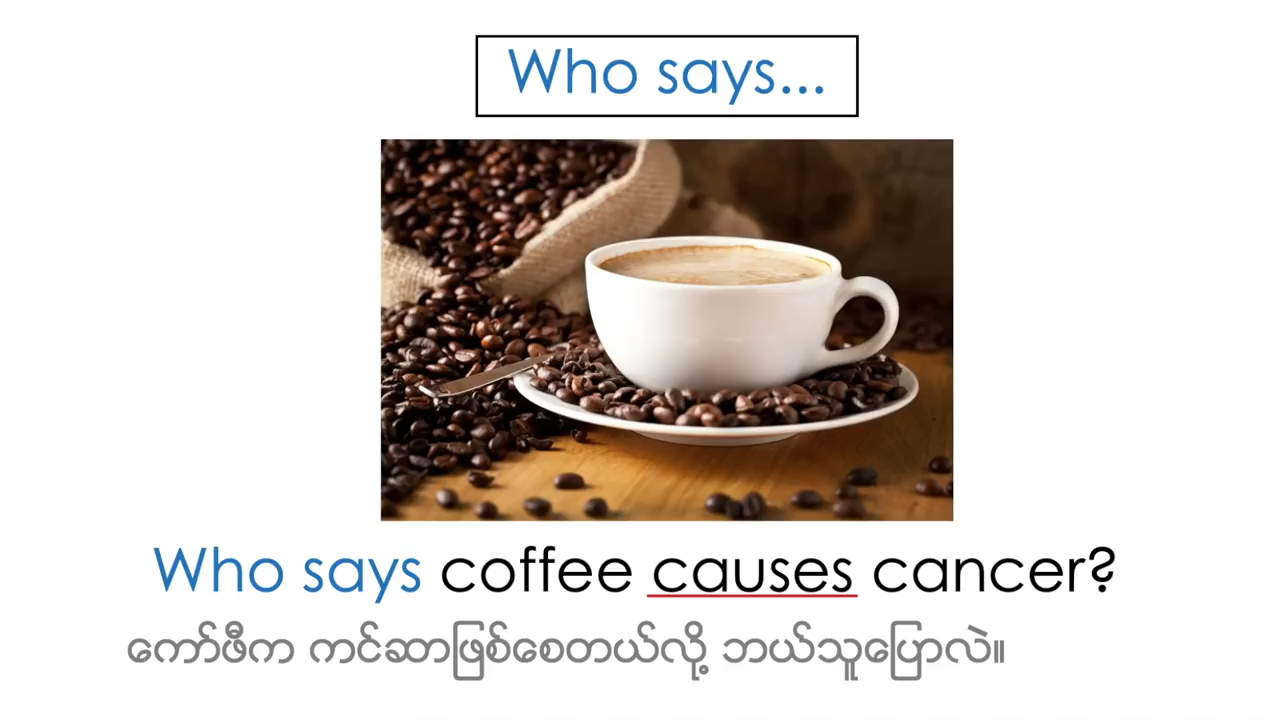 Who says...
Who says coffee causes cancer?
ကော်ဖီက ကင်ဆာဖြစ်စေတယ်လို့ ဘယ်သူပြောလဲ။